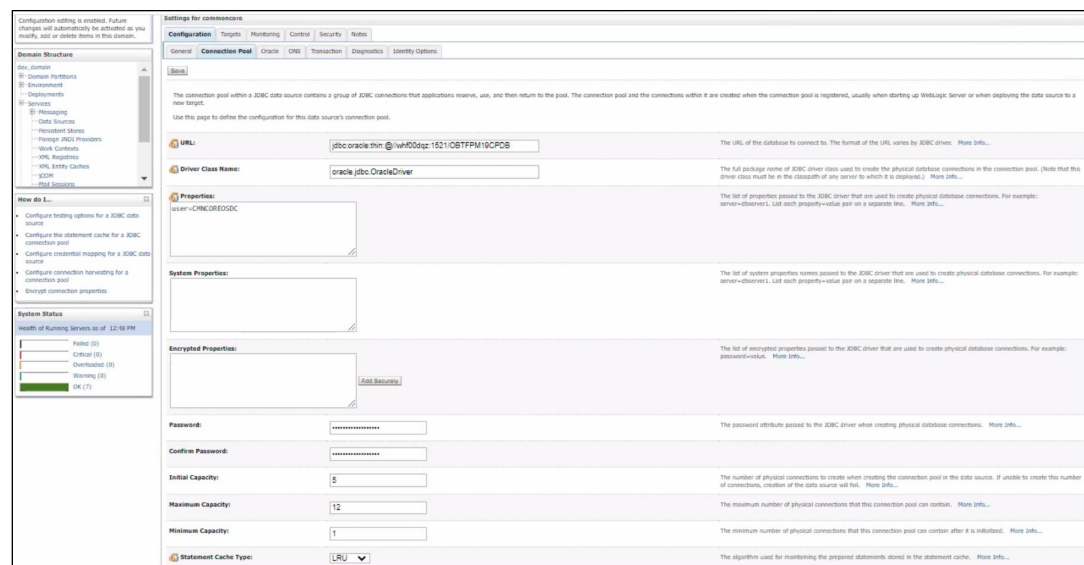 Configuration editing is enabled. Future
changes will automatically be activated as you
modify, add or delete items in this domain.
Domain Structure
dev_domain
Domain Partitions
Environment
Deployments
Services
Messaging
Data Sources
Persistent Stores
Foreign JNDI Providers
Work Contexts
XML Registries
XML Entity Caches
jCOM
Mail Sessions
How do I...
Configure testing options for a JDBC data
source
Configure the statement cache for a JDBC
connection pool
Configure credential mapping for a JDBC data
source
Configure connection harvesting for a
connection pool
Encrypt connection properties
System Status
Health of Running Servers as of 12:48 PM
Failed (0)
Critical (0)
Overloaded (0)
Warning (0)
OK (7)
Settings for commoncore
Configuration Targets Monitoring Control Security Notes
General Connection Pool Oracle ONS Transaction Diagnostics Identity Options
Save
The connection pool within a JDBC data source contains a group of JDBC connections that applications reserve, use, and then return to the pool. The connection pool and the connections within it are created when the connection pool is registered, usually when starting up WebLogic Server or when deploying the data source to a
new target.
Use this page to define the configuration for this data source's connection pool.
URL: jdbc:oracle:thin:@//whf00dqz:1521/OBTFPM19CPDB The URL of the database to connect to. The format of the URL varies by JDBC driver. More Info...
Driver Class Name: oracle.jdbc.OracleDriver The full package name of JDBC driver class used to create the physical database connections in the connection pool. (Note that this
driver class must be in the classpath of any server to which it is deployed.) More Info...
Properties: The list of properties passed to the JDBC driver that are used to create physical database connections. For example:
user=CMNCOREOSDC server=dbserver1. List each property=value pair on a separate line. More Info...
System Properties: The list of system properties names passed to the JDBC driver that are used to create physical database connections. For example:
server=dbserver1. List each property=value pair on a separate line. More Info...
Encrypted Properties: The list of encrypted properties passed to the JDBC driver that are used to create physical database connections. For example:
password=value. More Info...
Add Securely
Password: The password attribute passed to the JDBC driver when creating physical database connections. More Info...
Confirm Password:
Initial Capacity: 5 The number of physical connections to create when creating the connection pool in the data source. If unable to create this number
of connections, creation of the data source will fail. More Info...
Maximum Capacity: 12 The maximum number of physical connections that this connection pool can contain. More Info...
Minimum Capacity: 1 The minimum number of physical connections that this connection pool can contain after it is initialized. More Info...
Statement Cache Type: LRU The algorithm used for maintaining the prepared statements stored in the statement cache. More Info...